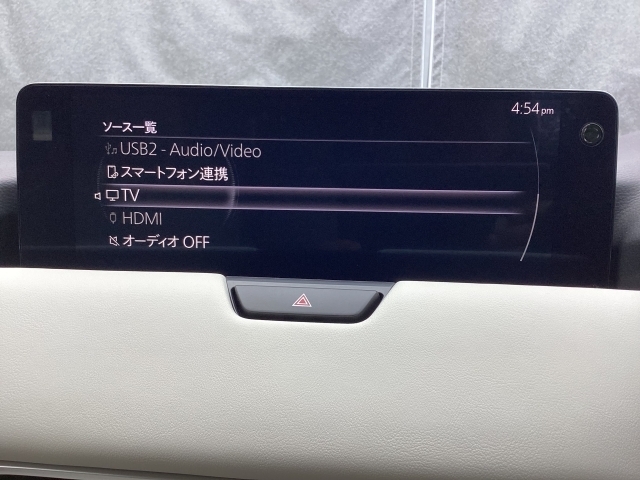 4:54pm
ソース一覧
USB2 - Audio/Video
スマートフォン連携
TV
HDMI
オーディオ OFF